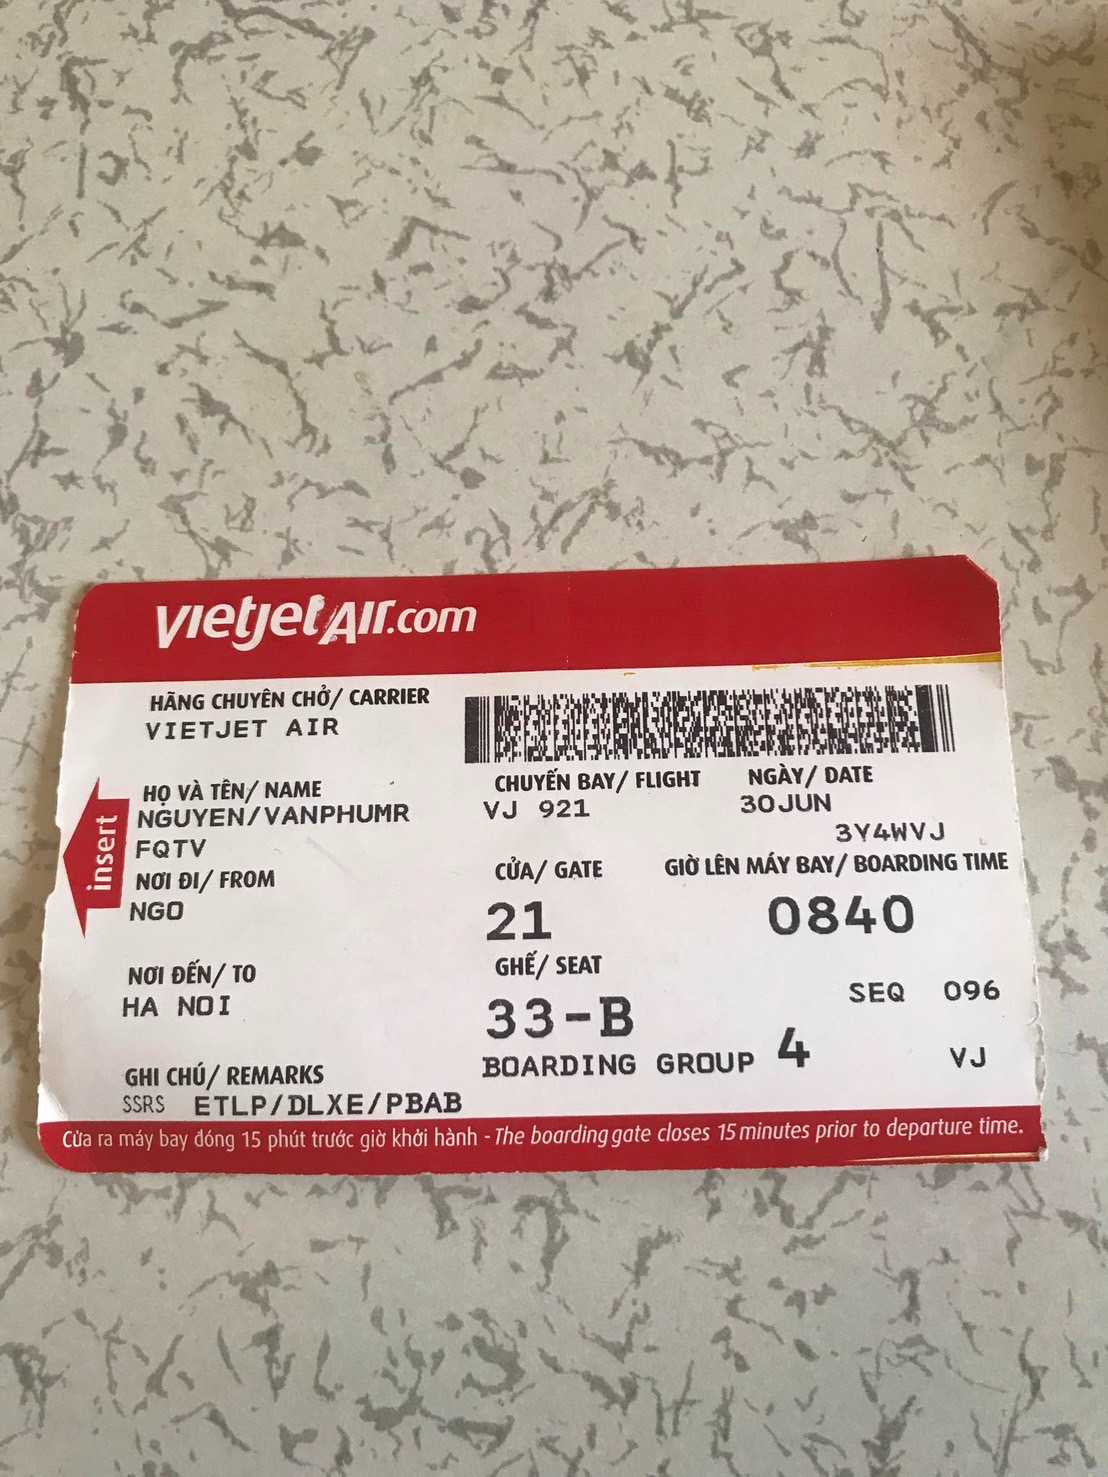 vietjetAir.com
HÃNG CHUYÊN CHỞ/ CARRIER
VIETJET AIR
HỌ VÀ TÊN/ NAME
NGUYEN/VANPHUMR
FQTV
NƠI ĐI/ FROM
NGO
NƠI ĐẾN/ TO
HA NOI
GHI CHÚ/ REMARKS
SSRS ETLP/DLXE/PBAB
insert
CHUYẾN BAY/ FLIGHT
VJ 921
NGÀY/ DATE
30JUN
3Y4WVJ
CỬA/ GATE
21
GIỜ LÊN MÁY BAY/ BOARDING TIME
0840
GHẾ/ SEAT
33-B
SEQ 096
BOARDING GROUP 4
VJ
Cửa ra máy bay đóng 15 phút trước giờ khởi hành - The boarding gate closes 15 minutes prior to departure time.